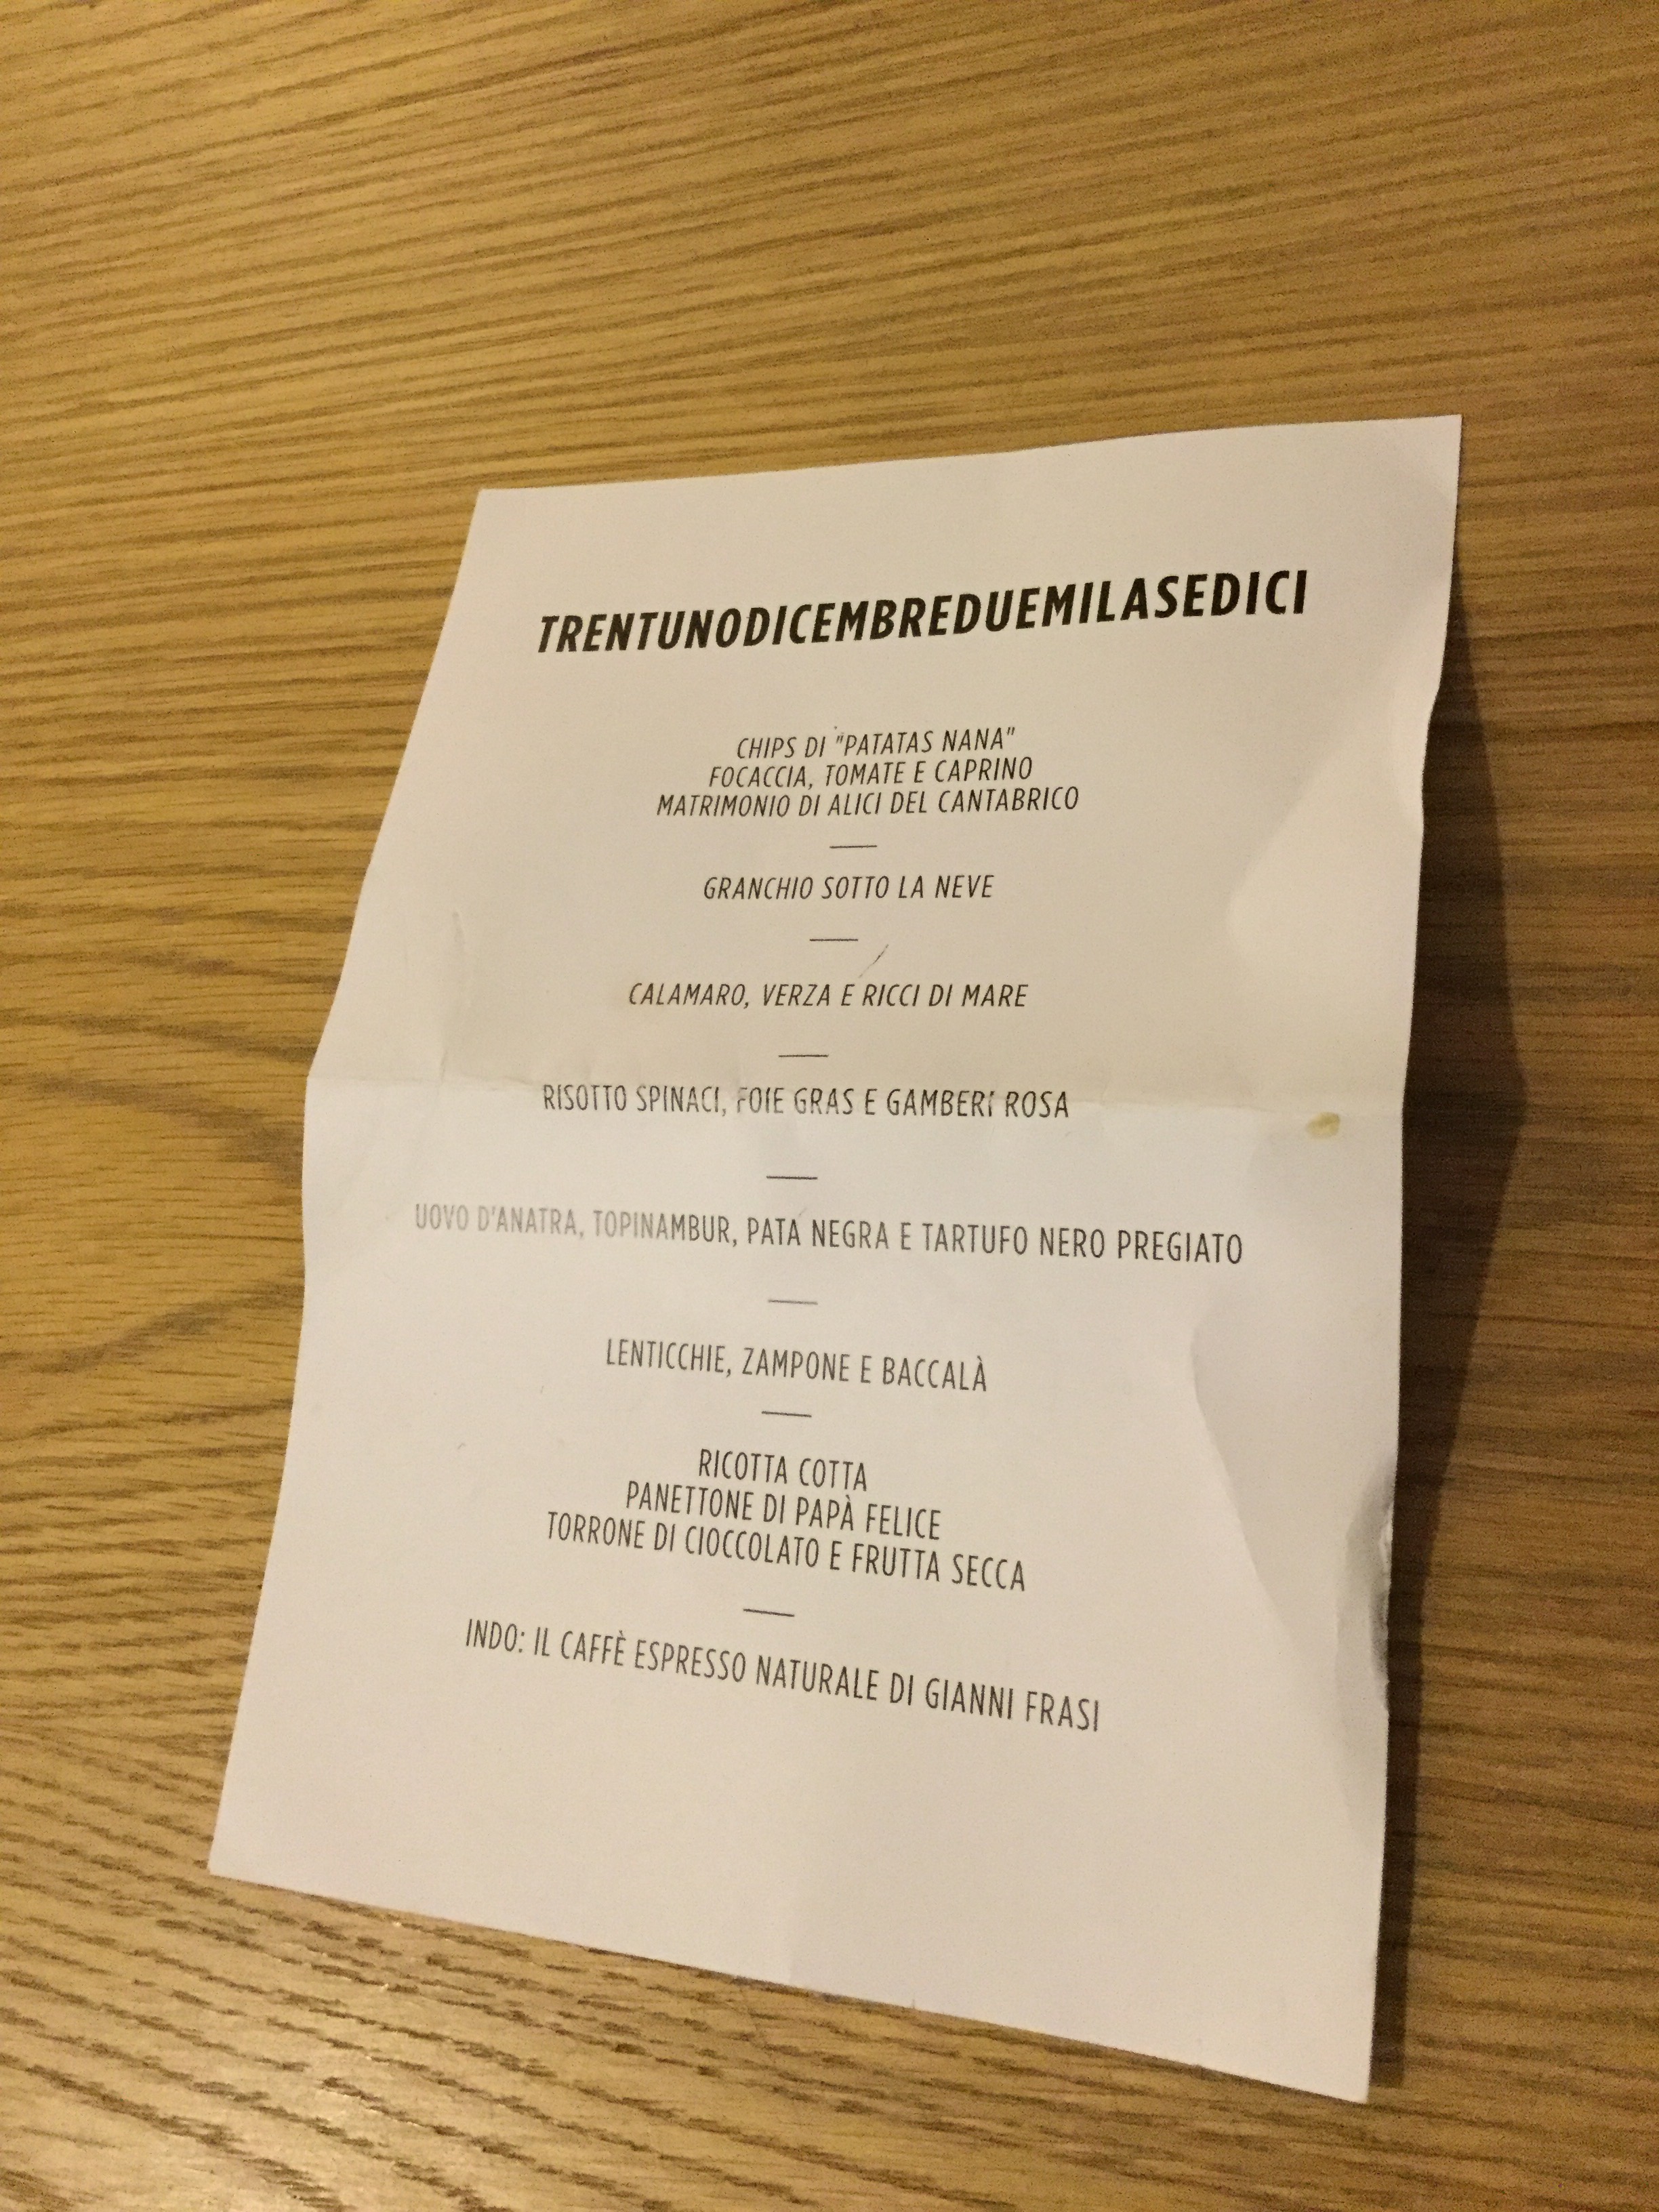 TRENTUNODICEMBREDUEMILASEDICI
CHIPS DI "PATATAS NANA"
FOCACCIA, TOMATE E CAPRINO
MATRIMONIO DI ALICI DEL CANTABRICO
GRANCHIO SOTTO LA NEVE
CALAMARO, VERZA E RICCI DI MARE
RISOTTO SPINACI, FOIE GRAS E GAMBERI ROSA
UOVO D'ANATRA, TOPINAMBUR, PATA NEGRA E TARTUFO NERO PREGIATO
LENTICCHIE, ZAMPONE E BACCALÀ
RICOTTA COTTA
PANETTONE DI PAPÀ FELICE
TORRONE DI CIOCCOLATO E FRUTTA SECCA
INDO: IL CAFFÈ ESPRESSO NATURALE DI GIANNI FRASI